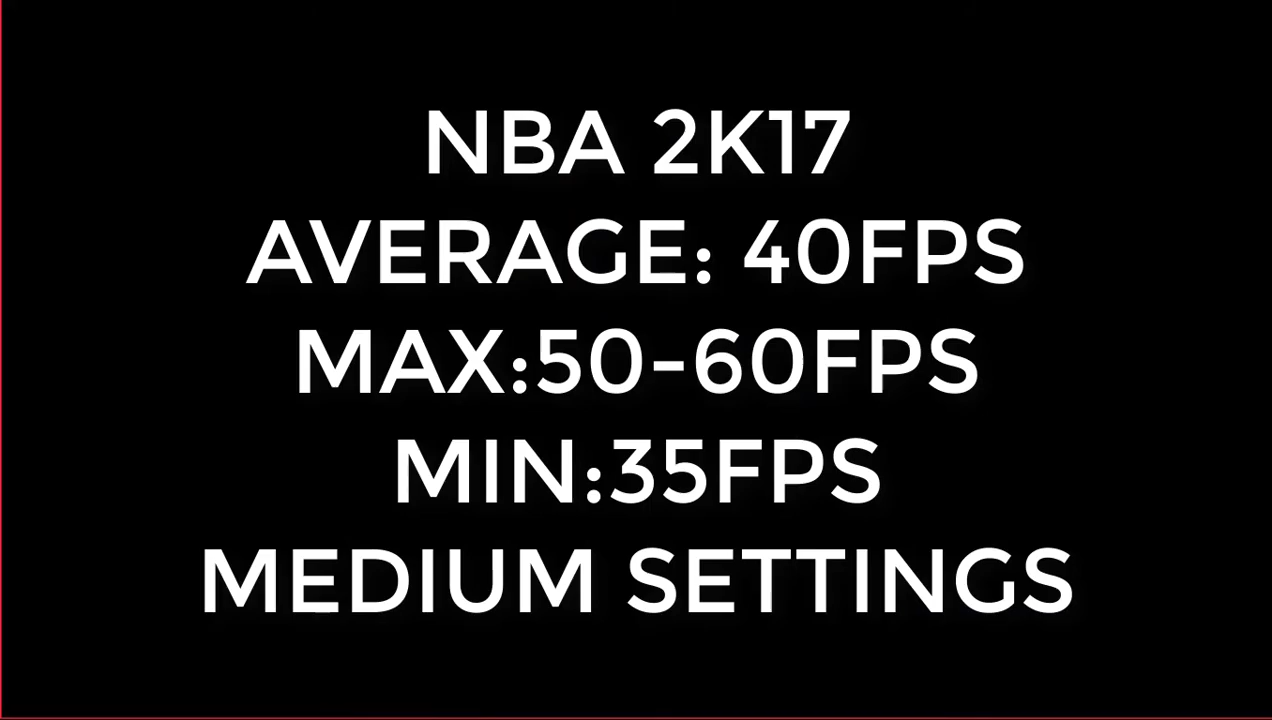 NBA 2K17
AVERAGE: 40FPS
MAX:50-60FPS
MIN:35FPS
MEDIUM SETTINGS